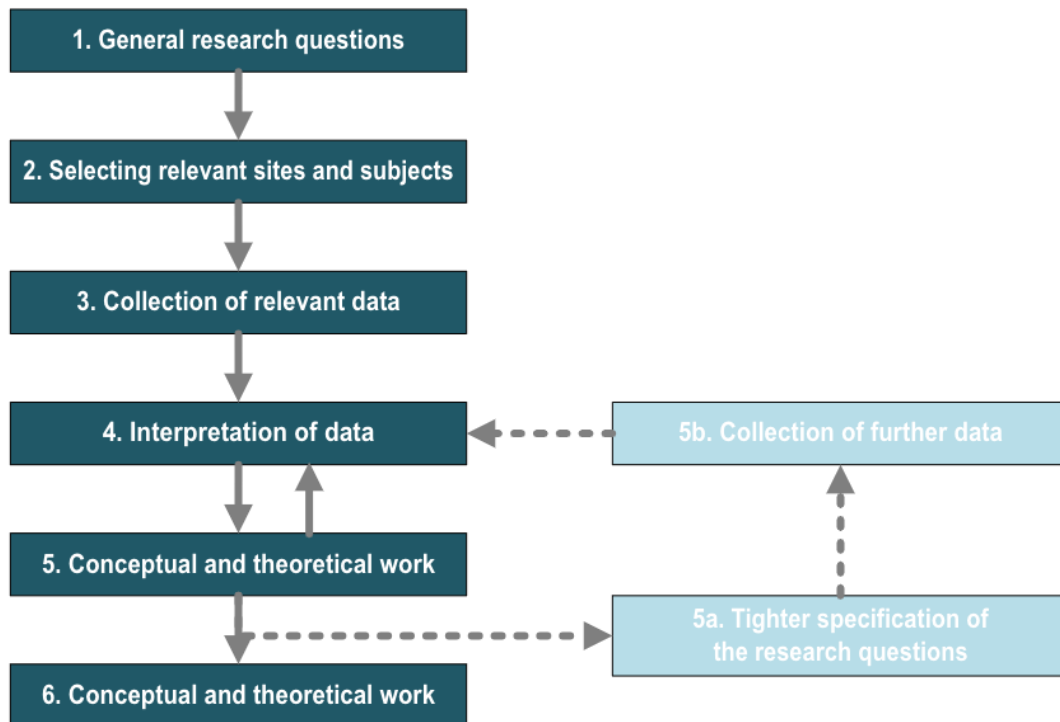 1. General research questions
2. Selecting relevant sites and subjects
3. Collection of relevant data
4. Interpretation of data
5b. Collection of further data
5. Conceptual and theoretical work
5a. Tighter specification of
the research questions
6. Conceptual and theoretical work